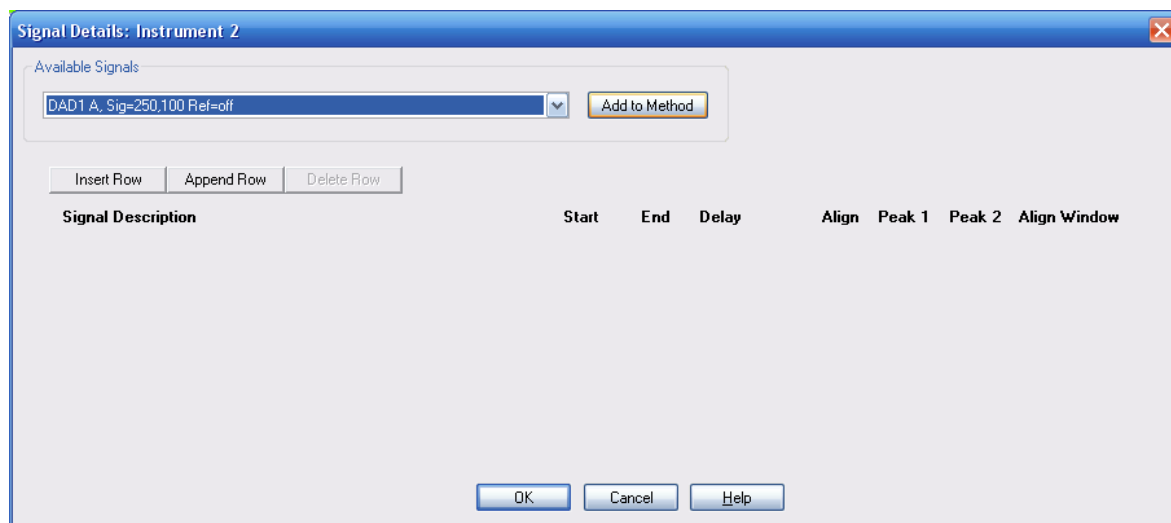 Signal Details: Instrument 2
Available Signals
DAD1 A, Sig=250,100 Ref=off Add to Method
Insert Row Append Row Delete Row
Signal Description Start End Delay Align Peak 1 Peak 2 Align Window
OK Cancel Help